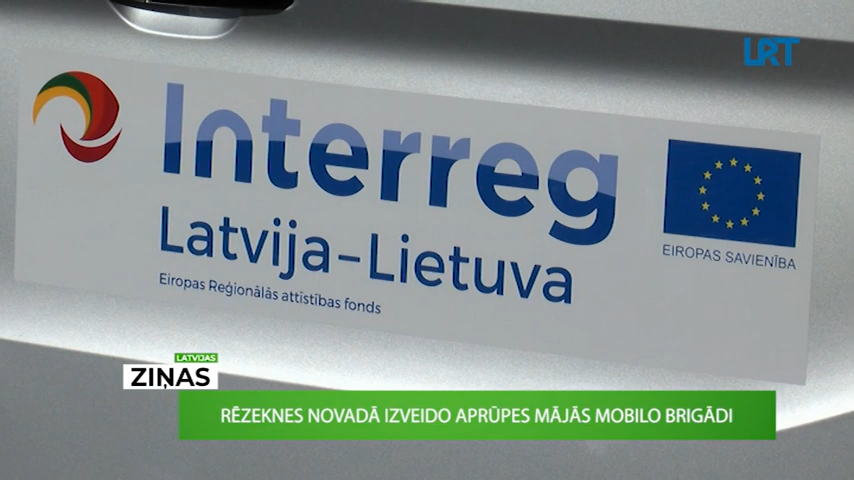 LRT
Interreg
Latvija–Lietuva
Eiropas Reģionālās attīstības fonds
EIROPAS SAVIENĪBA
LATVIJAS
ZIŅAS
RĒZEKNES NOVADĀ IZVEIDO APRŪPES MĀJĀS MOBILO BRIGĀDI